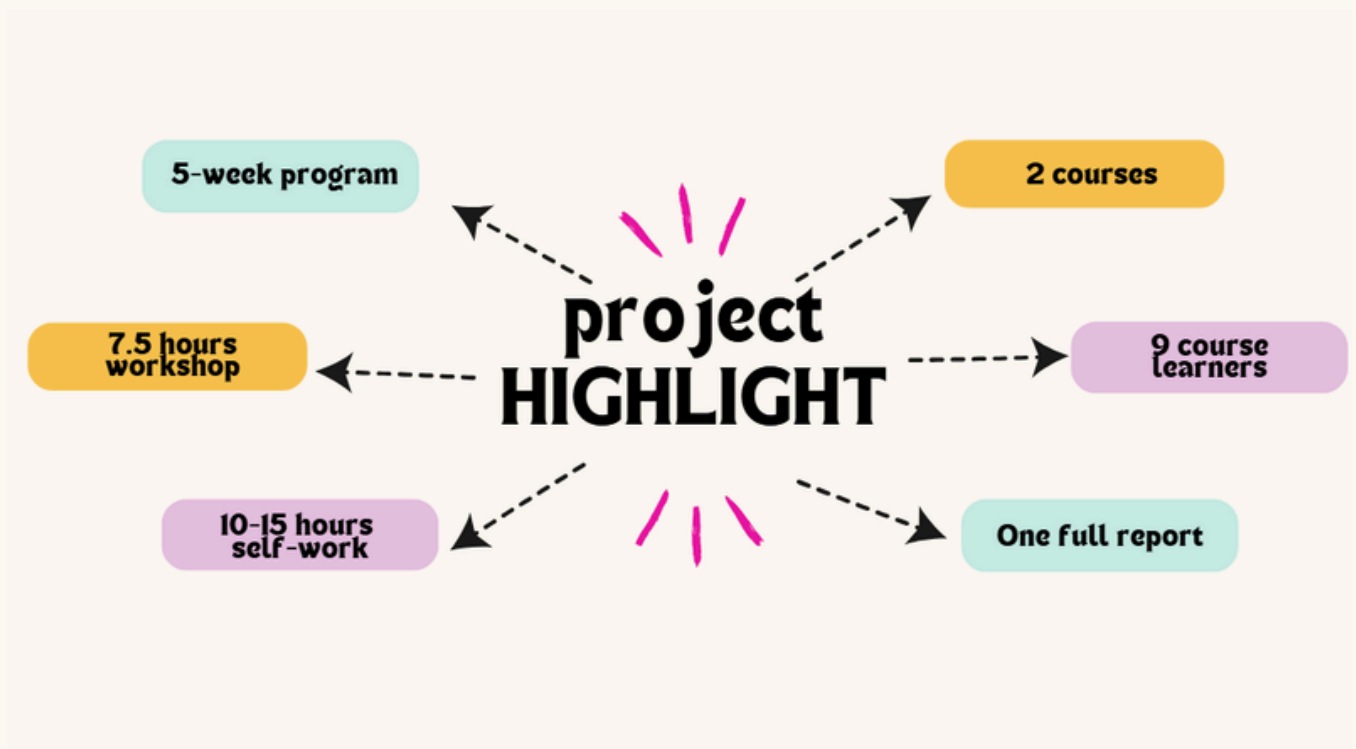 5-week program
2 courses
project
HIGHLIGHT
7.5 hours
workshop
9 course
learners
10-15 hours
self-work
One full report